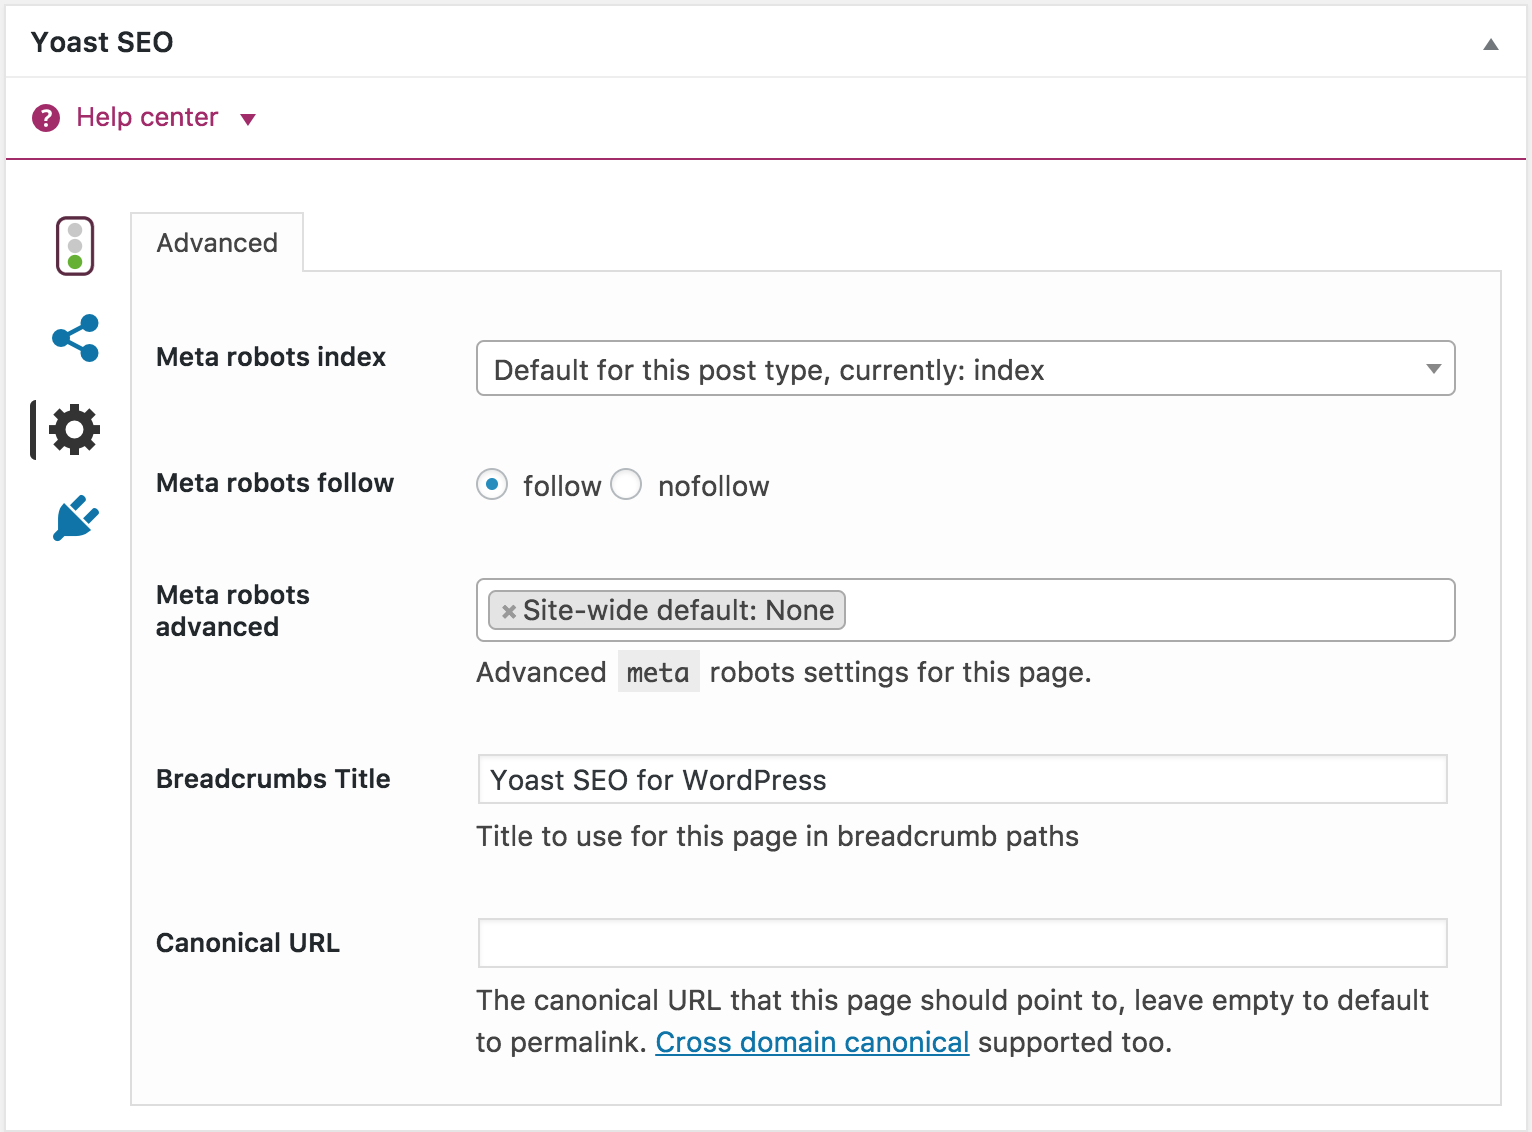 Yoast SEO
? Help center
Advanced
Meta robots index
Default for this post type, currently: index
Meta robots follow
follow nofollow
Meta robots
advanced
× Site-wide default: None
Advanced meta robots settings for this page.
Breadcrumbs Title
Yoast SEO for WordPress
Title to use for this page in breadcrumb paths
Canonical URL
The canonical URL that this page should point to, leave empty to default
to permalink. Cross domain canonical supported too.